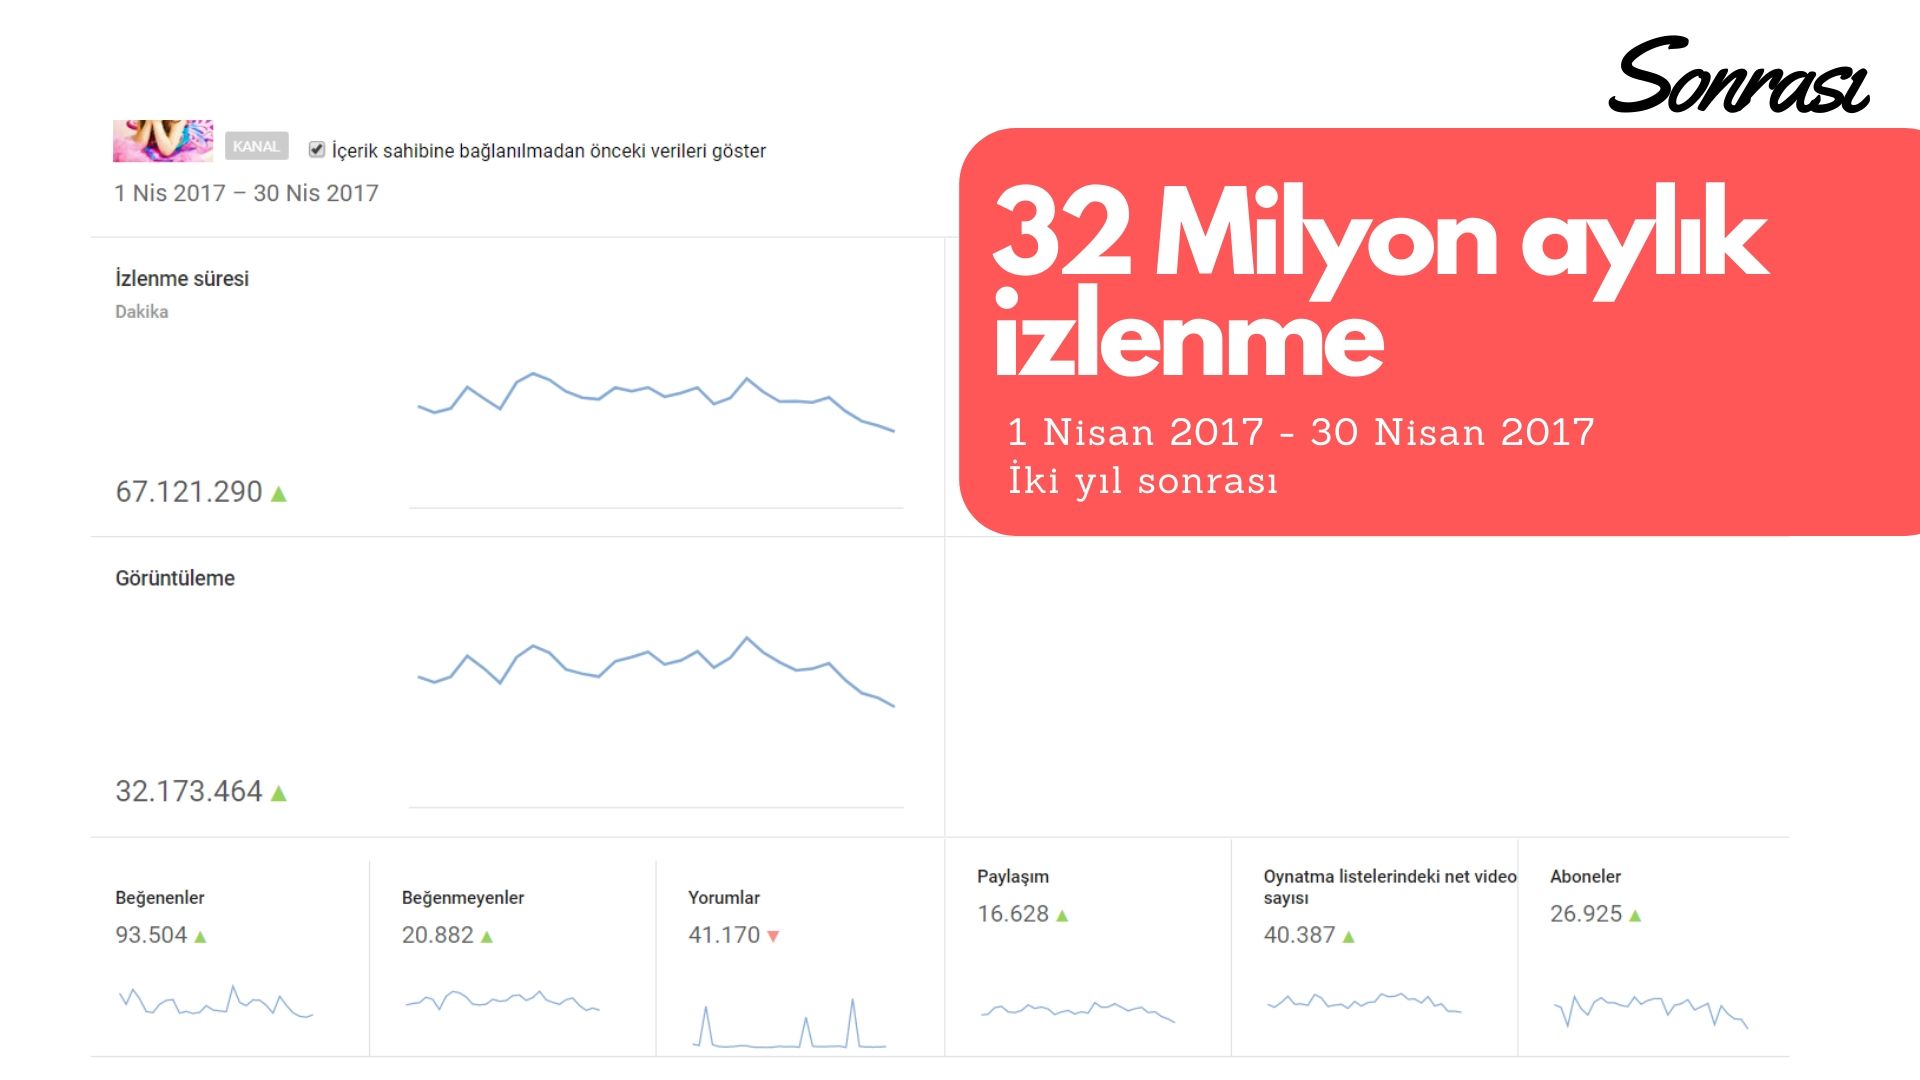 Sonrası
KANAL
İçerik sahibine bağlanılmadan önceki verileri göster
1 Nis 2017 – 30 Nis 2017
32 Milyon aylık
izlenme
1 Nisan 2017 - 30 Nisan 2017
İki yıl sonrası
İzlenme süresi
Dakika
67.121.290
Görüntüleme
32.173.464
Beğenenler
93.504
Beğenmeyenler
20.882
Yorumlar
41.170
Paylaşım
16.628
Oynatma listelerindeki net video
sayısı
40.387
Aboneler
26.925